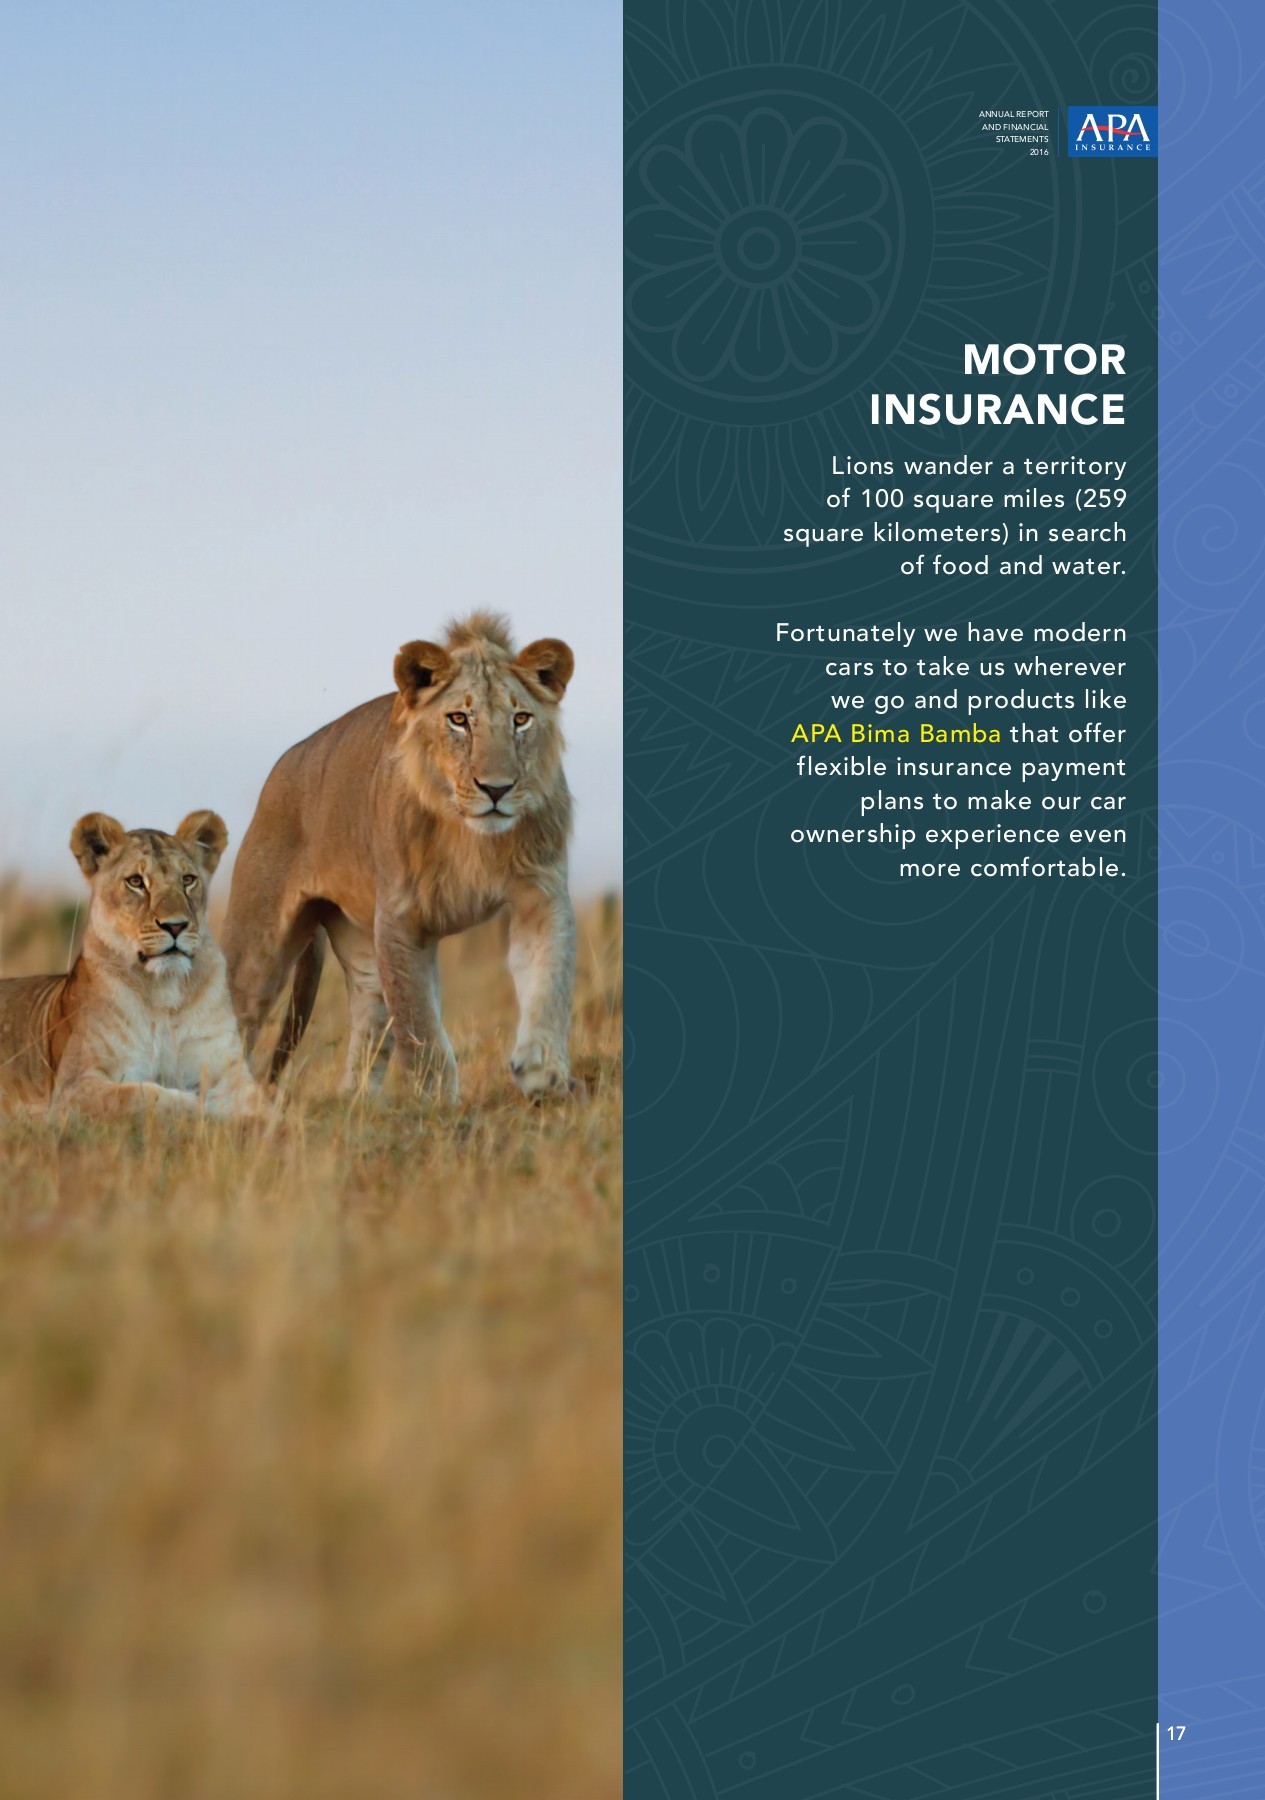 ANNUAL REPORT
AND FINANCIAL
STATEMENTS
2016
APA
INSURANCE
MOTOR
INSURANCE
Lions wander a territory
of 100 square miles (259
square kilometers) in search
of food and water.
Fortunately we have modern
cars to take us wherever
we go and products like
APA Bima Bamba that offer
flexible insurance payment
plans to make our car
ownership experience even
more comfortable.
17